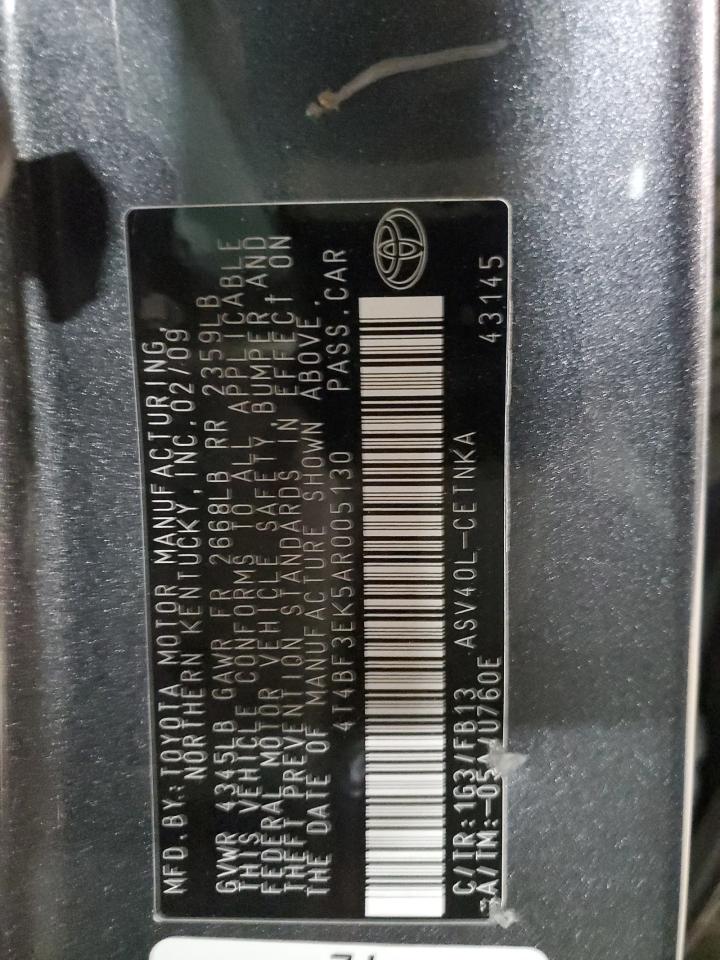 MFD.BY: TOYOTA MOTOR MANUFACTURING,
NORTHERN KENTUCKY, INC. 02/09
GVWR 4345LB GAWR FR 2668LB RR 2359LB
THIS VEHICLE CONFORMS TO ALL APPLICABLE
FEDERAL MOTOR VEHICLE SAFETY, BUMPER, AND
THEFT PREVENTION STANDARDS IN EFFECT ON
THE DATE OF MANUFACTURE SHOWN ABOVE.
4T4BF3EK5AR005130 PASS.CAR
C/TR: 1G3/FB13 ASV40L-CETNKA 43145
A/TM: /U760E